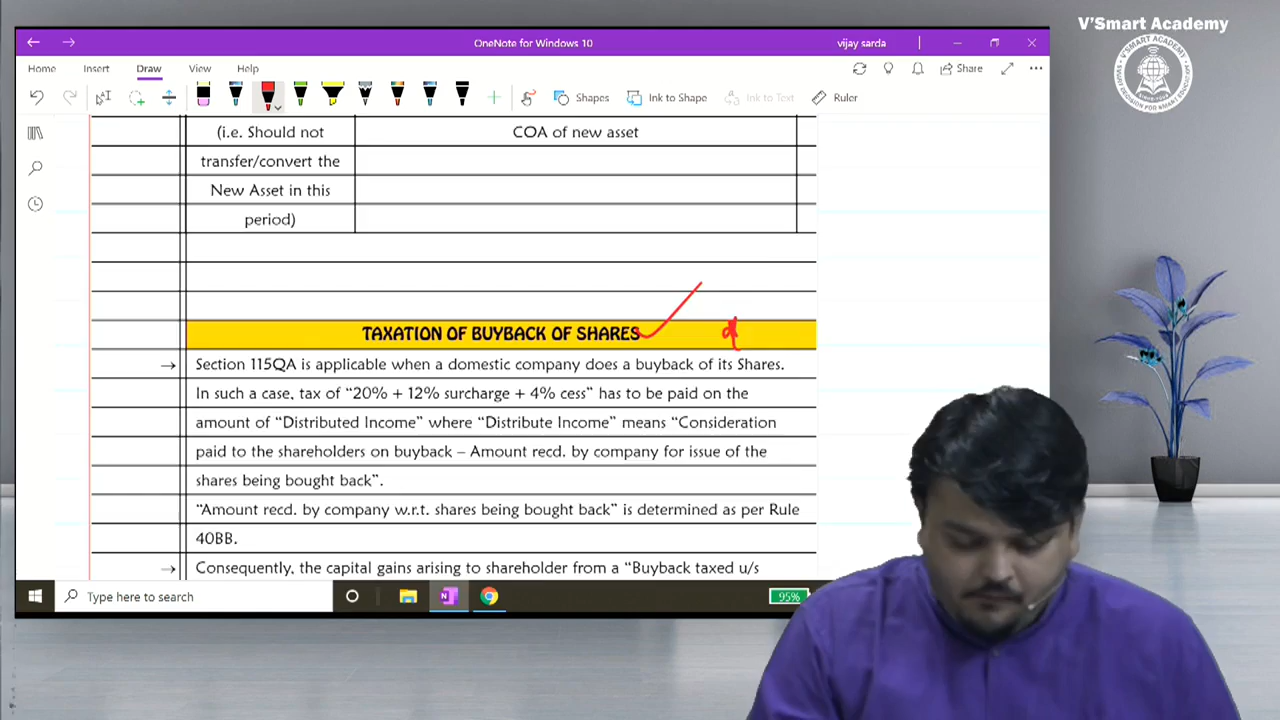 V'Smart Academy
OneNote for Windows 10
vijay sarda
Home Insert Draw View Help
Share
Shapes Ink to Shape Ink to Text Ruler
(i.e. Should not
COA of new asset
transfer/convert the
New Asset in this
period)
TAXATION OF BUYBACK OF SHARES
→ Section 115QA is applicable when a domestic company does a buyback of its Shares.
In such a case, tax of “20% + 12% surcharge + 4% cess” has to be paid on the
amount of “Distributed Income” where “Distribute Income” means “Consideration
paid to the shareholders on buyback – Amount recd. by company for issue of the
shares being bought back”.
“Amount recd. by company w.r.t. shares being bought back” is determined as per Rule
40BB.
→ Consequently, the capital gains arising to shareholder from a “Buyback taxed u/s
Type here to search
95%